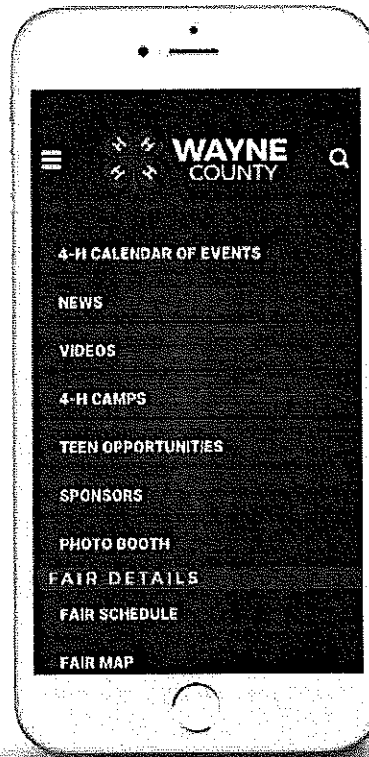 H H
H H
WAYNE
COUNTY
4-H CALENDAR OF EVENTS
NEWS
VIDEOS
4-H CAMPS
TEEN OPPORTUNITIES
SPONSORS
PHOTO BOOTH
FAIR DETAILS
FAIR SCHEDULE
FAIR MAP